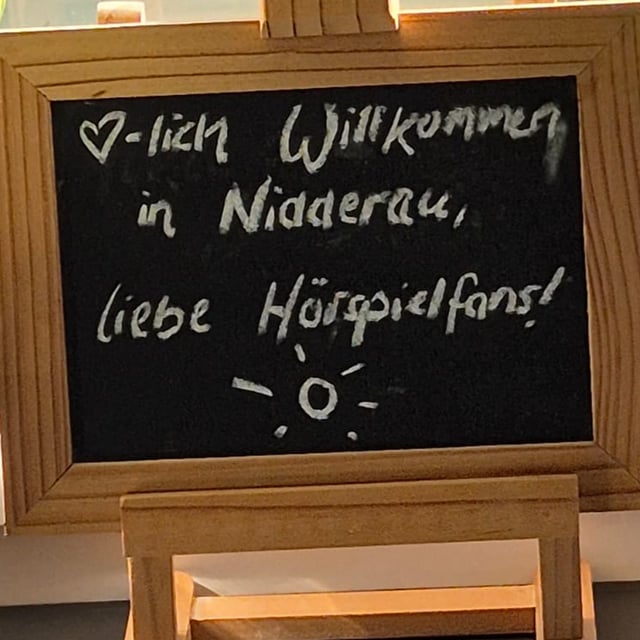 ♡-lich Willkommen
in Nidderau,
liebe Hörspielfans!